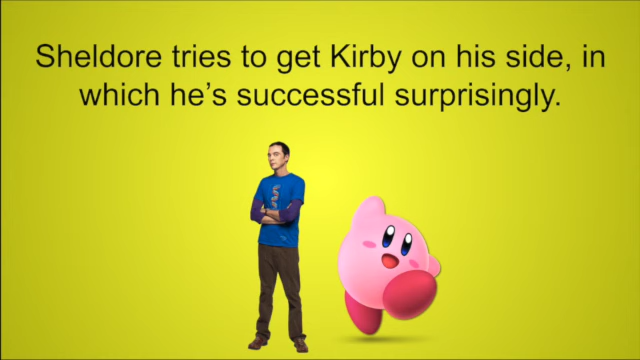 Sheldore tries to get Kirby on his side, in
which he’s successful surprisingly.